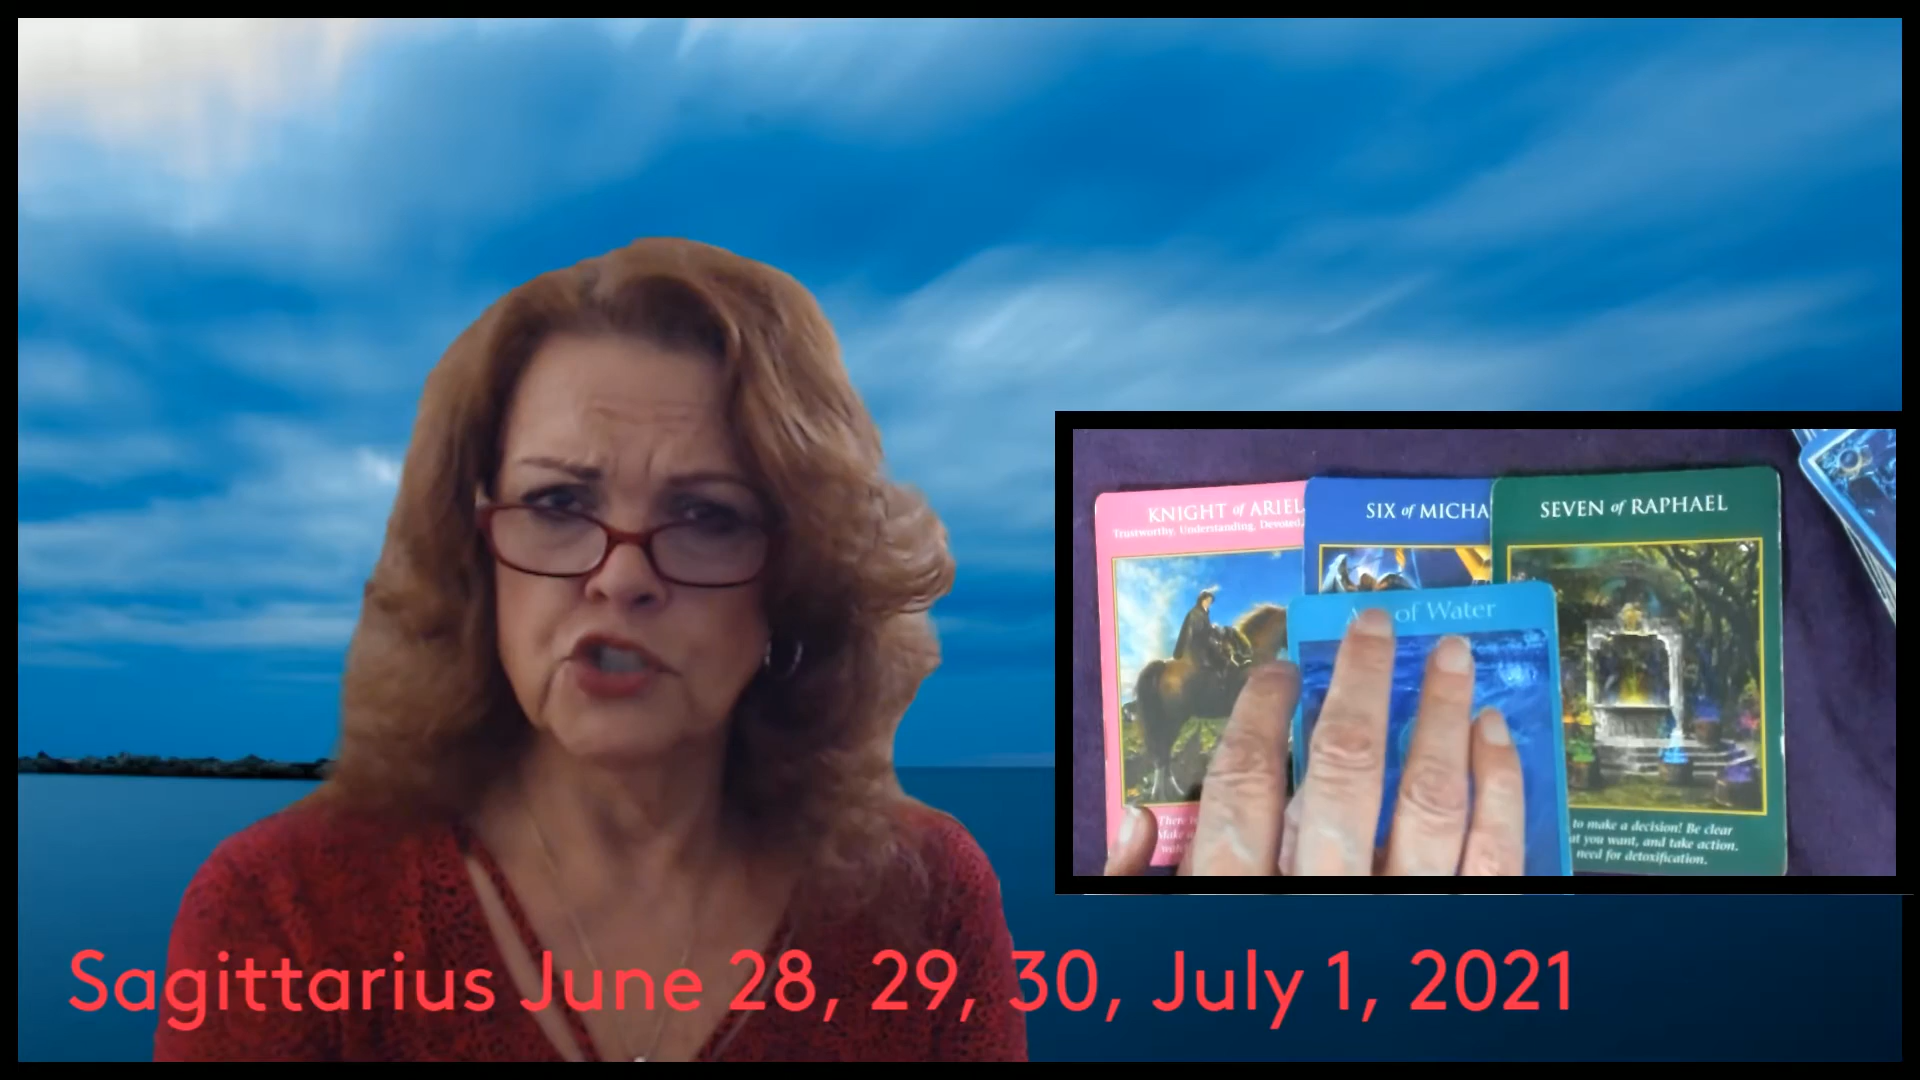 KNIGHT of ARIEL
Trustworthy, Understanding, Devoted,
SIX of MICHA
SEVEN of RAPHAEL
of Water
to make a decision! Be clear
at you want, and take action.
need for detoxification.
Sagittarius June 28, 29, 30, July 1, 2021